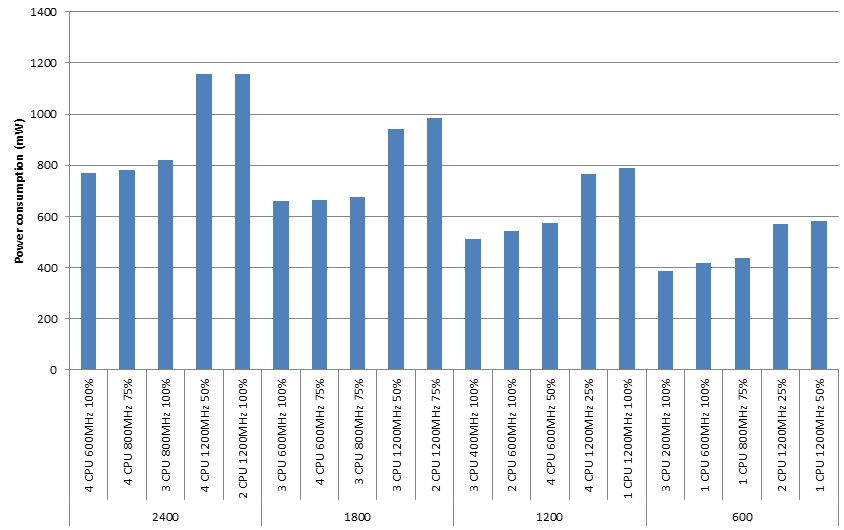 1400
1200
1000
800
600
400
200
0
Power consumption (mW)
4 CPU 600MHz 100%
4 CPU 800MHz 75%
3 CPU 800MHz 100%
4 CPU 1200MHz 50%
2 CPU 1200MHz 100%
3 CPU 600MHz 100%
4 CPU 600MHz 75%
3 CPU 800MHz 75%
3 CPU 1200MHz 50%
2 CPU 1200MHz 75%
3 CPU 400MHz 100%
2 CPU 600MHz 100%
4 CPU 600MHz 50%
4 CPU 1200MHz 25%
1 CPU 1200MHz 100%
3 CPU 200MHz 100%
1 CPU 600MHz 100%
1 CPU 800MHz 75%
2 CPU 1200MHz 25%
1 CPU 1200MHz 50%
2400
1800
1200
600